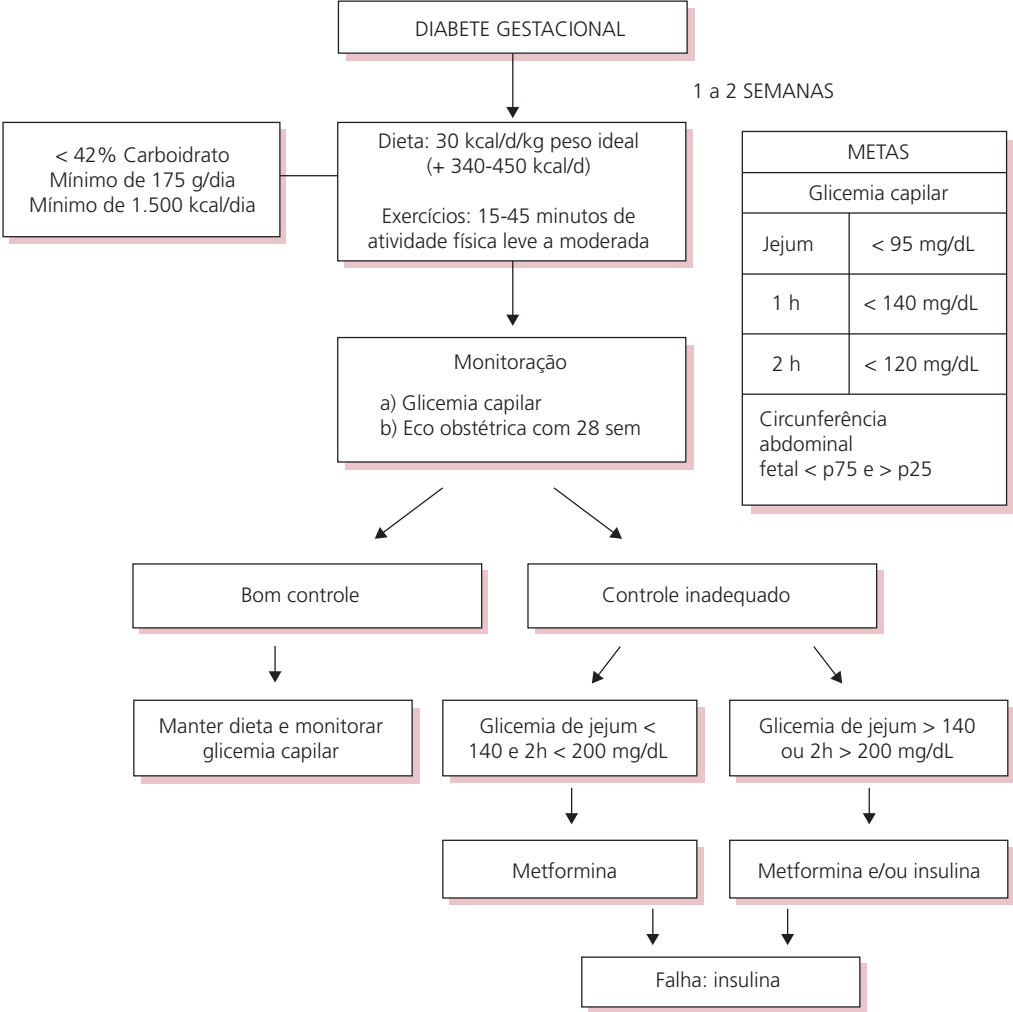 DIABETE GESTACIONAL
1 a 2 SEMANAS
< 42% Carboidrato
Mínimo de 175 g/dia
Mínimo de 1.500 kcal/dia
Dieta: 30 kcal/d/kg peso ideal
(+ 340-450 kcal/d)
Exercícios: 15-45 minutos de
atividade física leve a moderada
METAS
Glicemia capilar
Jejum < 95 mg/dL
1 h < 140 mg/dL
2 h < 120 mg/dL
Circunferência
abdominal
fetal < p75 e > p25
Monitoração
a) Glicemia capilar
b) Eco obstétrica com 28 sem
Bom controle
Controle inadequado
Manter dieta e monitorar
glicemia capilar
Glicemia de jejum <
140 e 2h < 200 mg/dL
Glicemia de jejum > 140
ou 2h > 200 mg/dL
Metformina
Metformina e/ou insulina
Falha: insulina